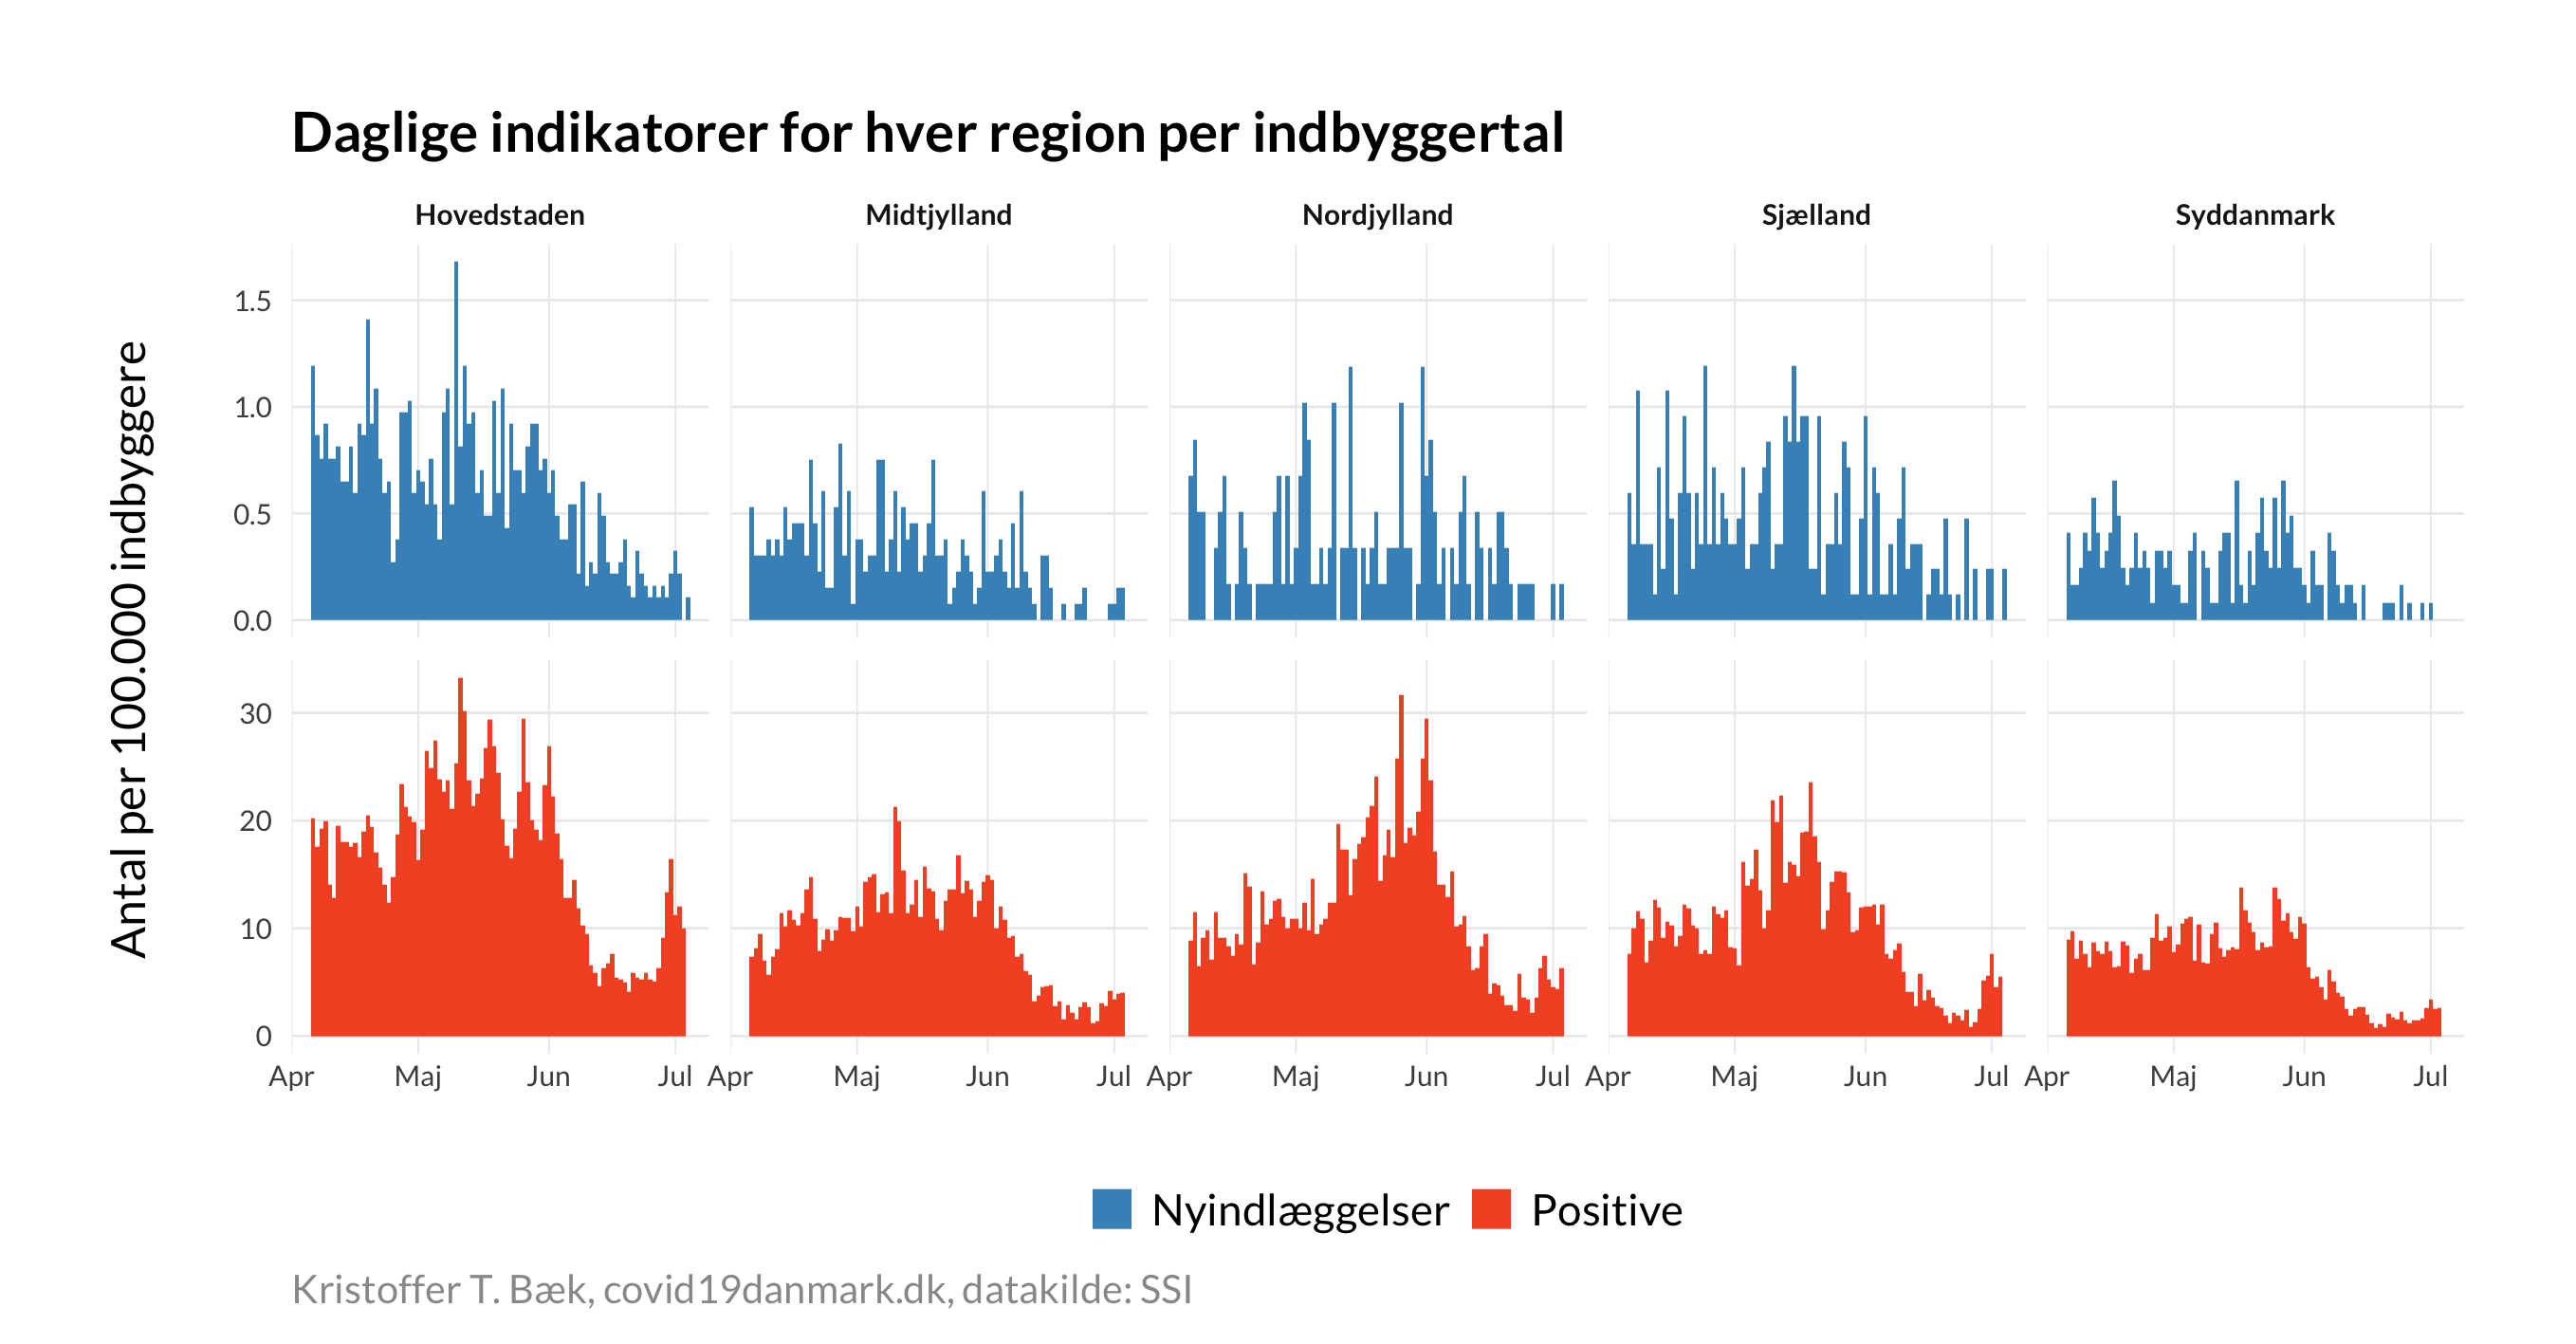 Daglige indikatorer for hver region per indbyggertal
Hovedstaden Midtjylland Nordjylland Sjælland Syddanmark
Antal per 100.000 indbyggere
1.5
1.0
0.5
0.0
30
20
10
0
Apr Maj Jun Jul Apr Maj Jun Jul Apr Maj Jun Jul Apr Maj Jun Jul Apr Maj Jun Jul
Nyindlæggelser Positive
Kristoffer T. Bæk, covid19danmark.dk, datakilde: SSI